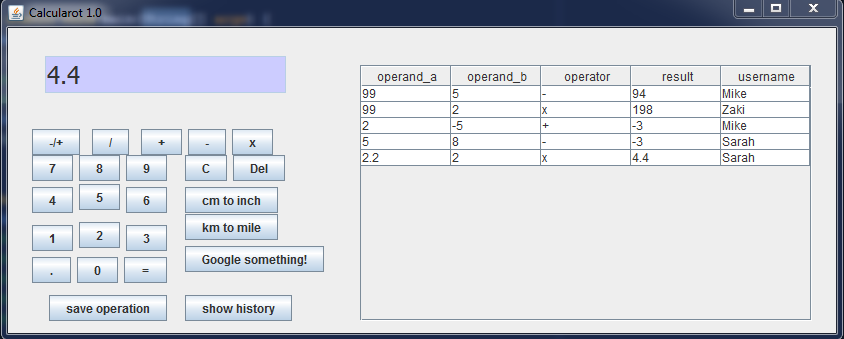 Calcularot 1.0
4.4
-/+ / + - x
7 8 9 C Del
4 5 6 cm to inch
km to mile
1 2 3
Google something!
. 0 =
save operation show history
operand_a operand_b operator result username
99 5 - 94 Mike
99 2 x 198 Zaki
2 -5 + -3 Mike
5 8 - -3 Sarah
2.2 2 x 4.4 Sarah